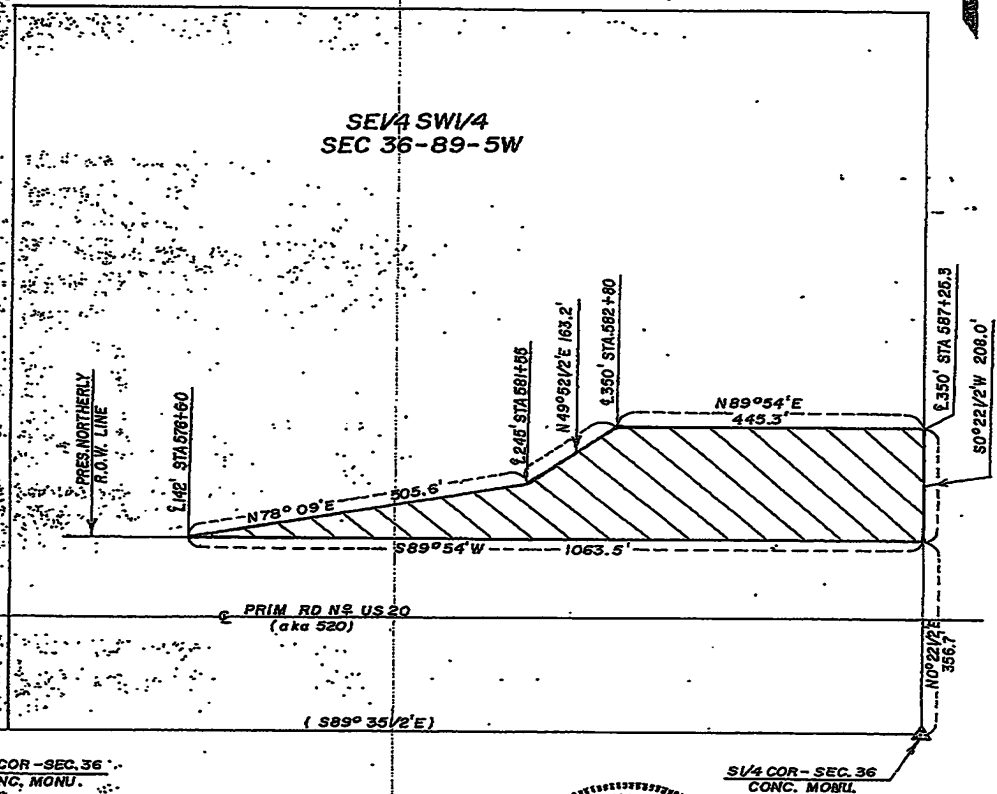 SE1/4 SW1/4
SEC 36-89-5W
PRES. NORTHERLY
R.O.W. LINE
℄ 142' STA 576+60
℄ 245' STA 581+55
N49°52 1/2'E 163.2'
℄ 350' STA. 582+80
N89°54'E
445.3'
℄ 350' STA 587+25.3
S0°22 1/2'W 208.0'
N78°09'E 505.6'
S89°54'W 1063.5'
℄ PRIM RD Nº US 20
(aka 520)
N0°22 1/2'E
356.7'
( S89° 35 1/2'E)
COR-SEC. 36
NC, MONU.
S1/4 COR-SEC. 36
CONC. MONU.